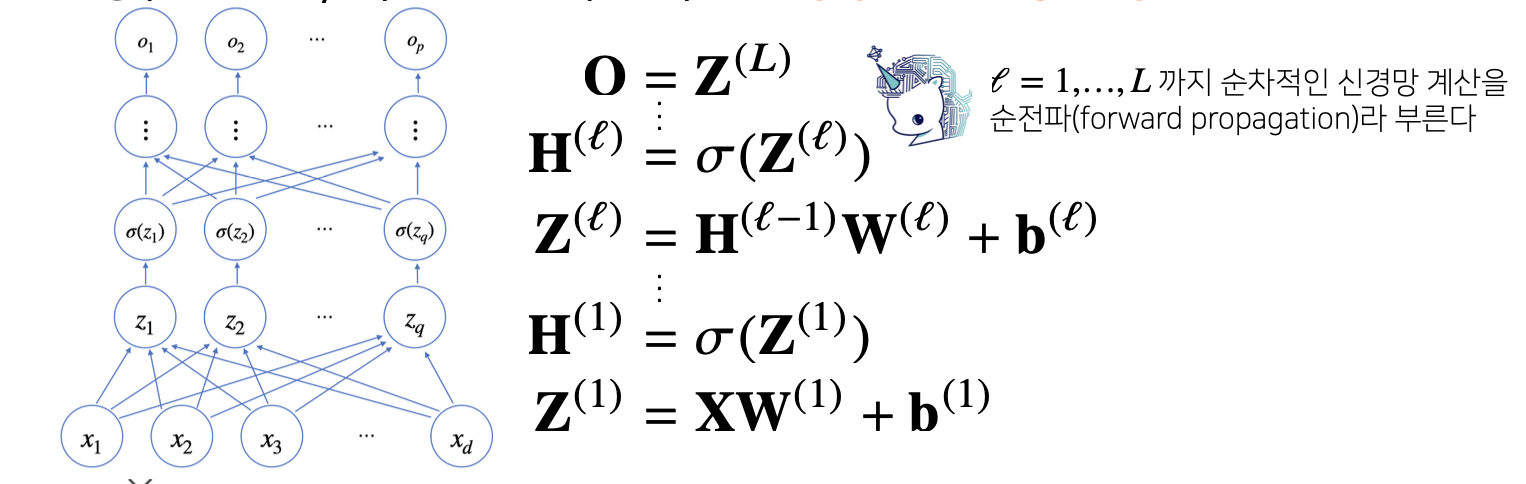 o₁ o₂ ... oₚ
⋮ ⋮ ... ⋮
σ(z₁) σ(z₂) ... σ(z_q)
z₁ z₂ ... z_q
x₁ x₂ x₃ ... x_d
O = Z^(L)
⋮
H^(ℓ) = σ(Z^(ℓ))
Z^(ℓ) = H^(ℓ−1)W^(ℓ) + b^(ℓ)
⋮
H^(1) = σ(Z^(1))
Z^(1) = XW^(1) + b^(1)
ℓ = 1,…,L 까지 순차적인 신경망 계산을
순전파(forward propagation)라 부른다